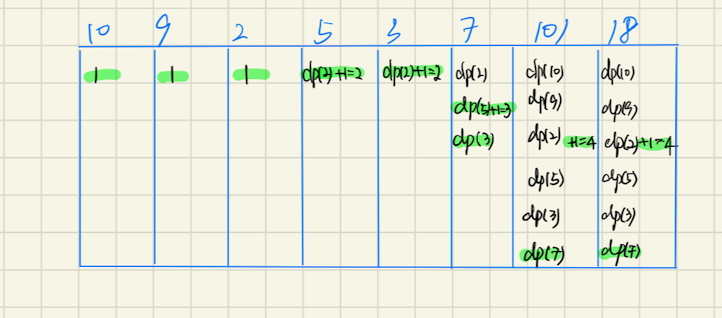 10 9 2 5 3 7 101 18
1 1 1 dp(2)+1=2 dp(2)+1=2 dp(2) dp(10) dp(10)
dp(5)+1=3 dp(9) dp(9)
dp(3) dp(2) +1=4 dp(2)+1=4
dp(5) dp(5)
dp(3) dp(3)
dp(7) dp(7)